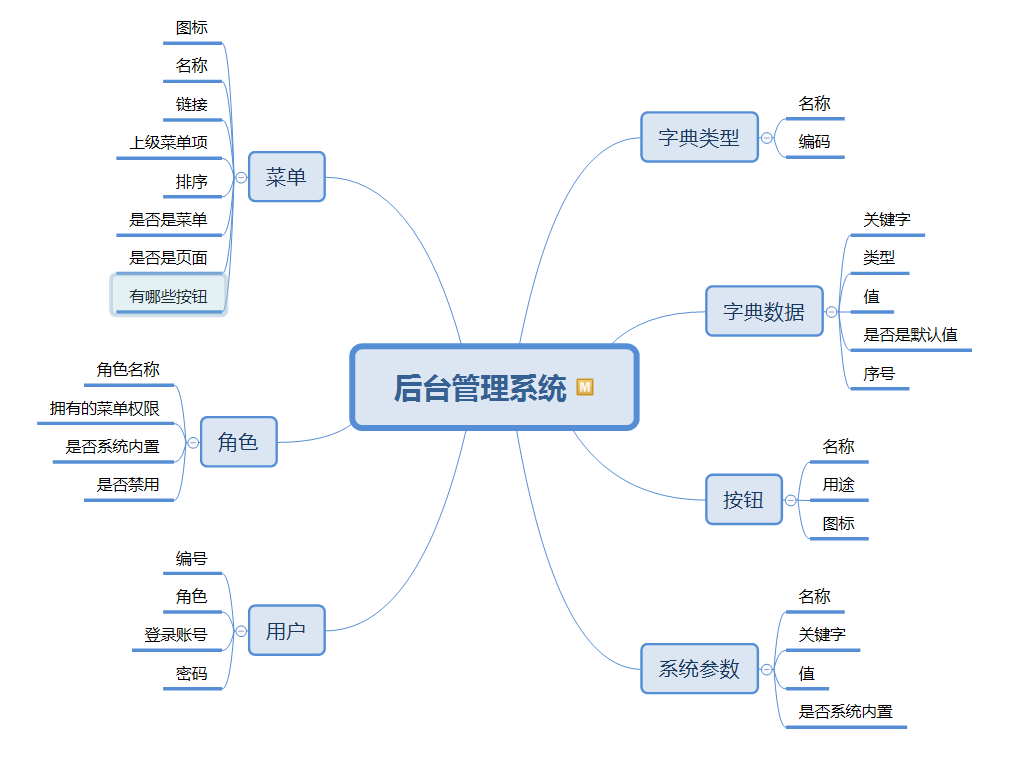 后台管理系统
M
字典类型
名称
编码
字典数据
关键字
类型
值
是否是默认值
序号
按钮
名称
用途
图标
系统参数
名称
关键字
值
是否系统内置
菜单
图标
名称
链接
上级菜单项
排序
是否是菜单
是否是页面
有哪些按钮
角色
角色名称
拥有的菜单权限
是否系统内置
是否禁用
用户
编号
角色
登录账号
密码